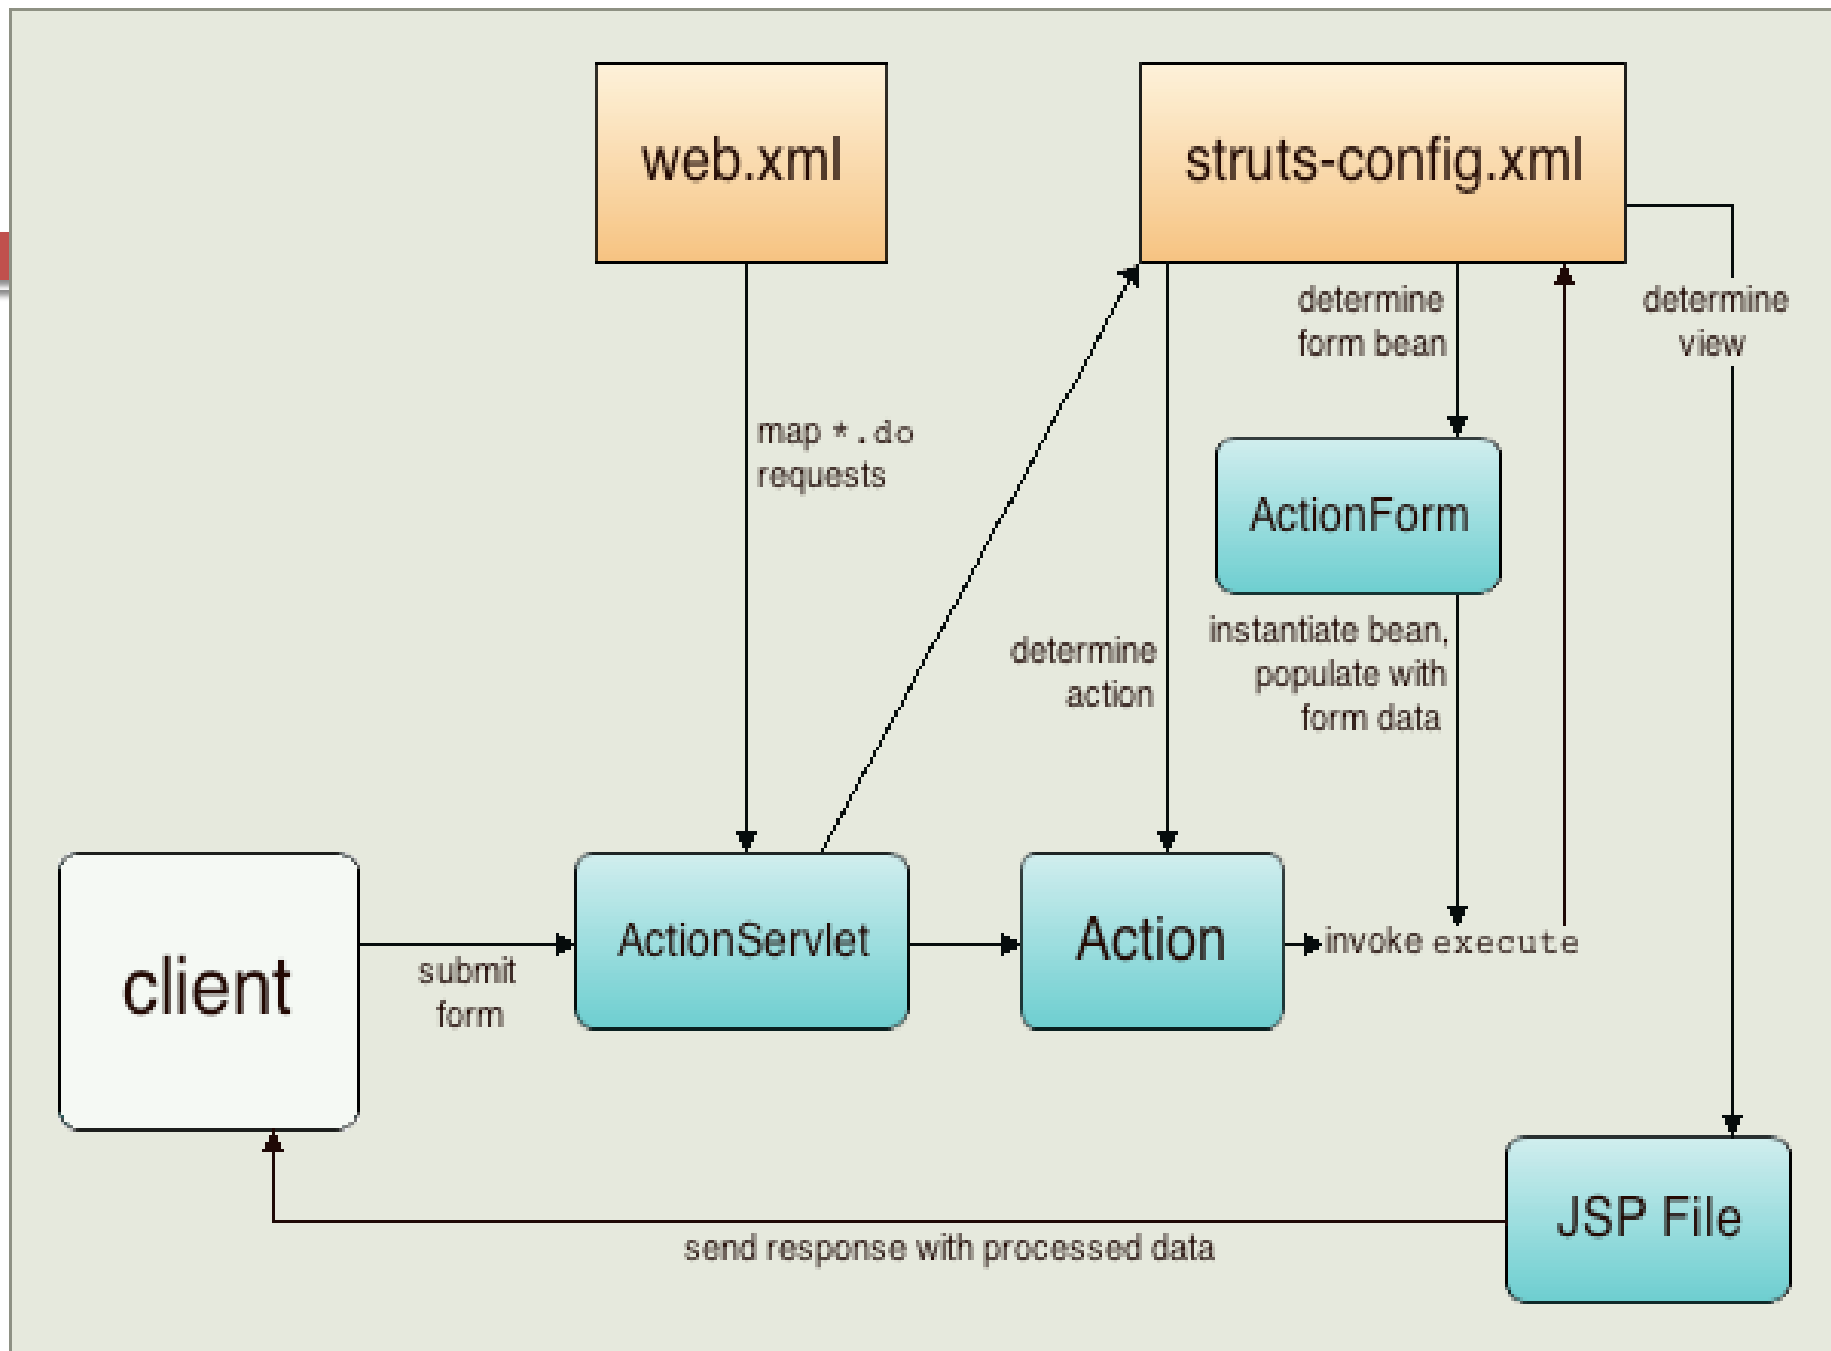 web.xml
struts-config.xml
determine
form bean
determine
view
map *.do
requests
ActionForm
instantiate bean,
populate with
form data
determine
action
client
submit
form
ActionServlet
Action
invoke execute
JSP File
send response with processed data